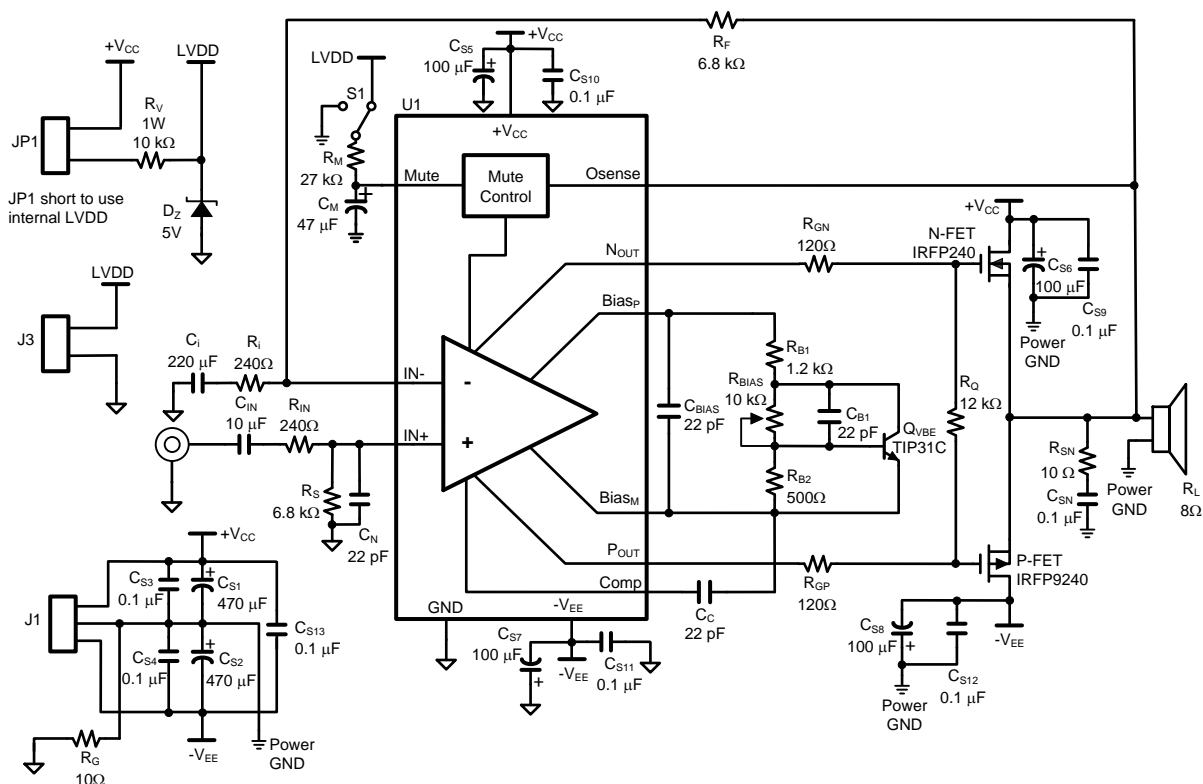 +VCC
LVDD
RV
1W
10 kΩ
JP1
JP1 short to use
internal LVDD
DZ
5V
LVDD
J3
Ci
220 µF
Ri
240Ω
CIN
10 µF
RIN
240Ω
RS
6.8 kΩ
CN
22 pF
+VCC
J1
CS3
0.1 µF
+
CS1
470 µF
CS4
0.1 µF
+
CS2
470 µF
CS13
0.1 µF
RG
10Ω
-VEE
Power
GND
LVDD
S1
RM
27 kΩ
+
CM
47 µF
CS5
100 µF
+
+VCC
CS10
0.1 µF
RF
6.8 kΩ
U1
+VCC
Mute
Mute
Control
Osense
NOUT
BiasP
IN-
-
IN+
+
BiasM
POUT
Comp
GND
-VEE
CS7
100 µF
+
-VEE
CS11
0.1 µF
CC
22 pF
RGN
120Ω
RB1
1.2 kΩ
RBIAS
10 kΩ
CBIAS
22 pF
CB1
22 pF
QVBE
TIP31C
RB2
500Ω
RQ
12 kΩ
RGP
120Ω
+VCC
N-FET
IRFP240
+
CS6
100 µF
CS9
0.1 µF
Power
GND
RSN
10 Ω
CSN
0.1 µF
Power
GND
RL
8Ω
P-FET
IRFP9240
CS8
100 µF
+
CS12
0.1 µF
-VEE
Power
GND